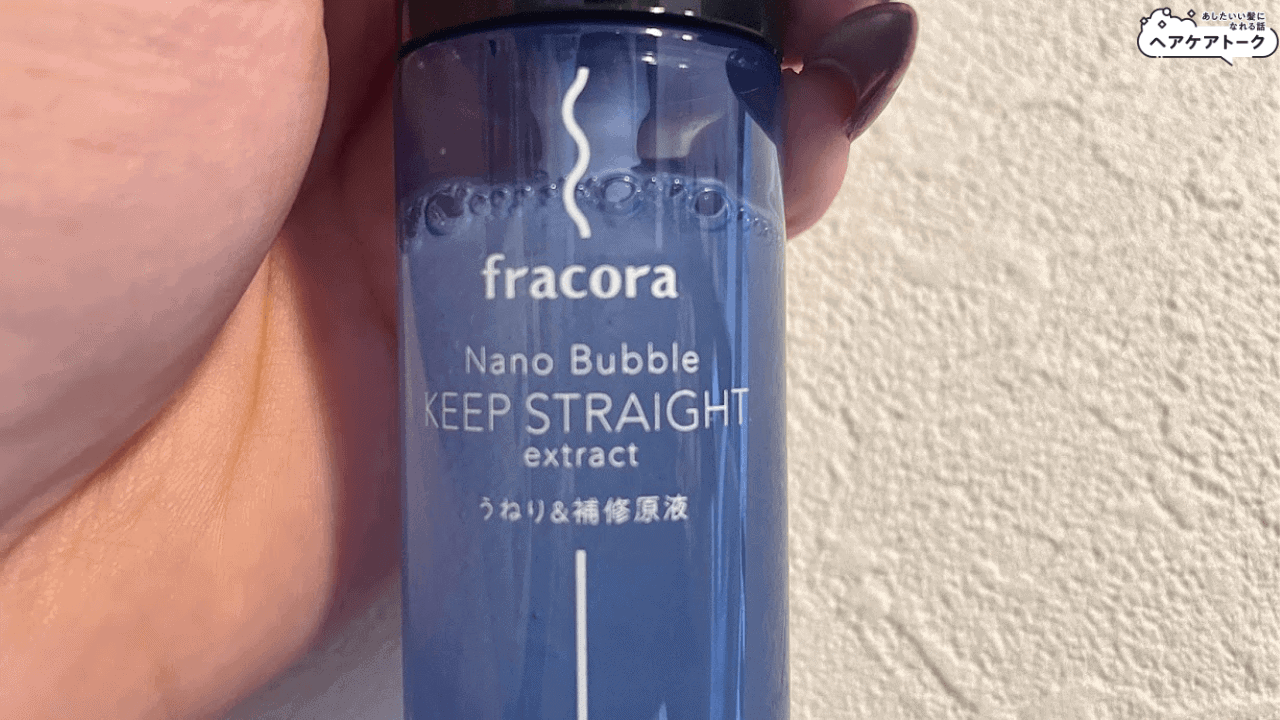 あしたいい髪に
なれる話
ヘアケアトーク
fracora
Nano Bubble
KEEP STRAIGHT
extract
うねり&補修原液